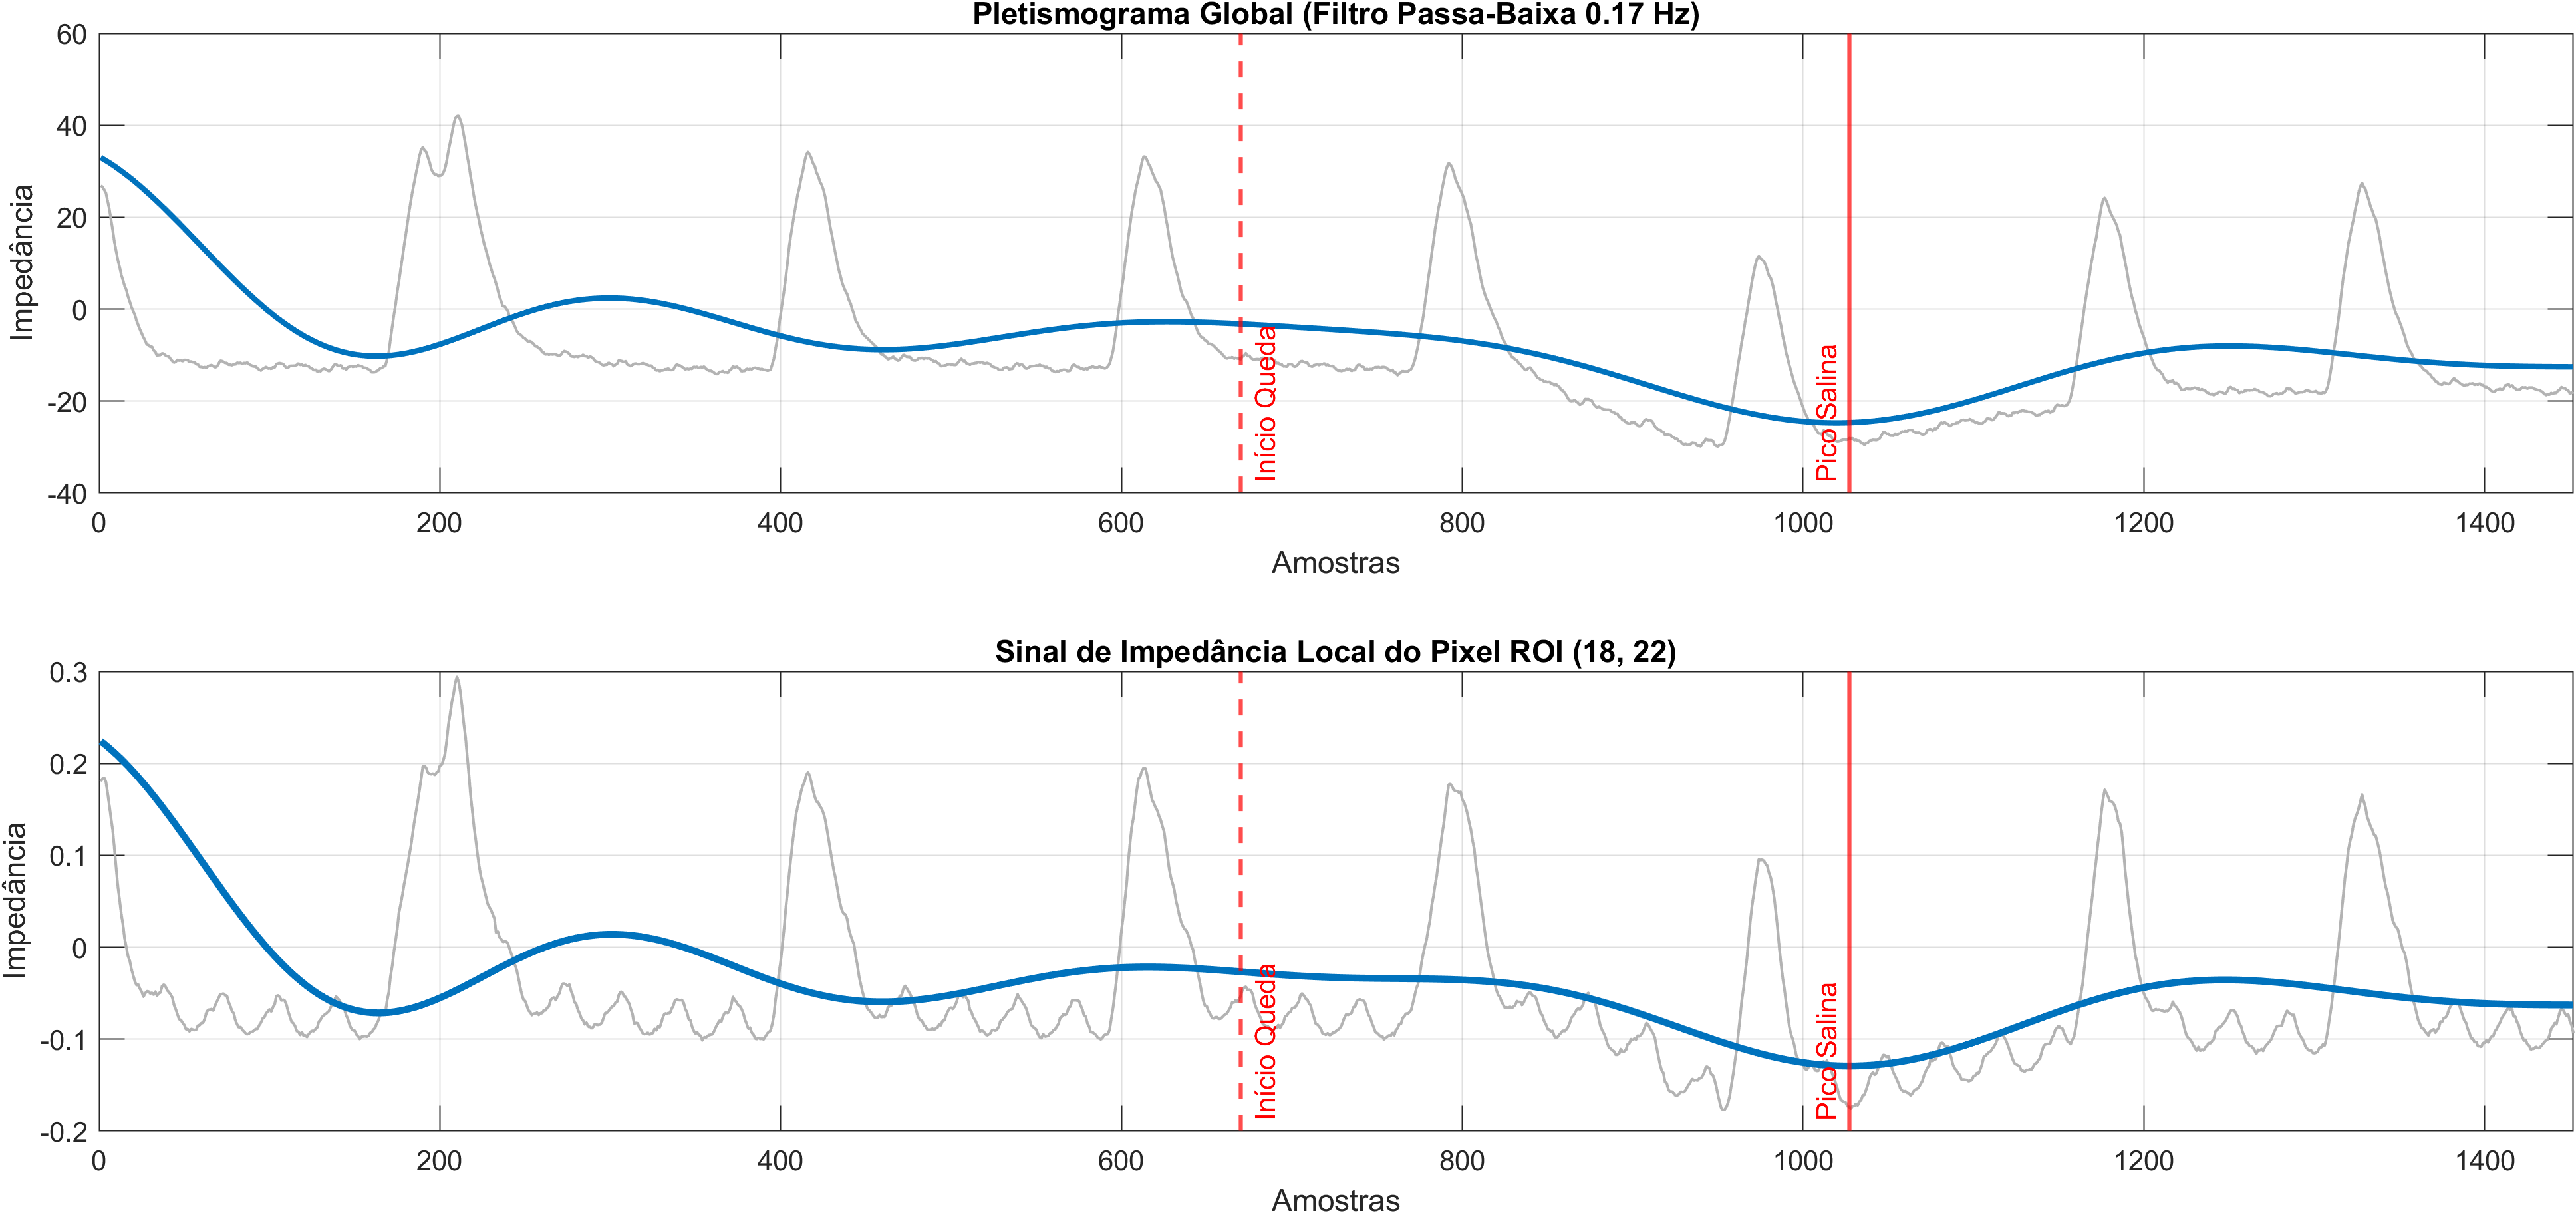 Pletismograma Global (Filtro Passa-Baixa 0.17 Hz)
60
40
20
0
-20
-40
Impedância
Início Queda
Pico Salina
0 200 400 600 800 1000 1200 1400
Amostras
Sinal de Impedância Local do Pixel ROI (18, 22)
0.3
0.2
0.1
0
-0.1
-0.2
Impedância
Início Queda
Pico Salina
0 200 400 600 800 1000 1200 1400
Amostras